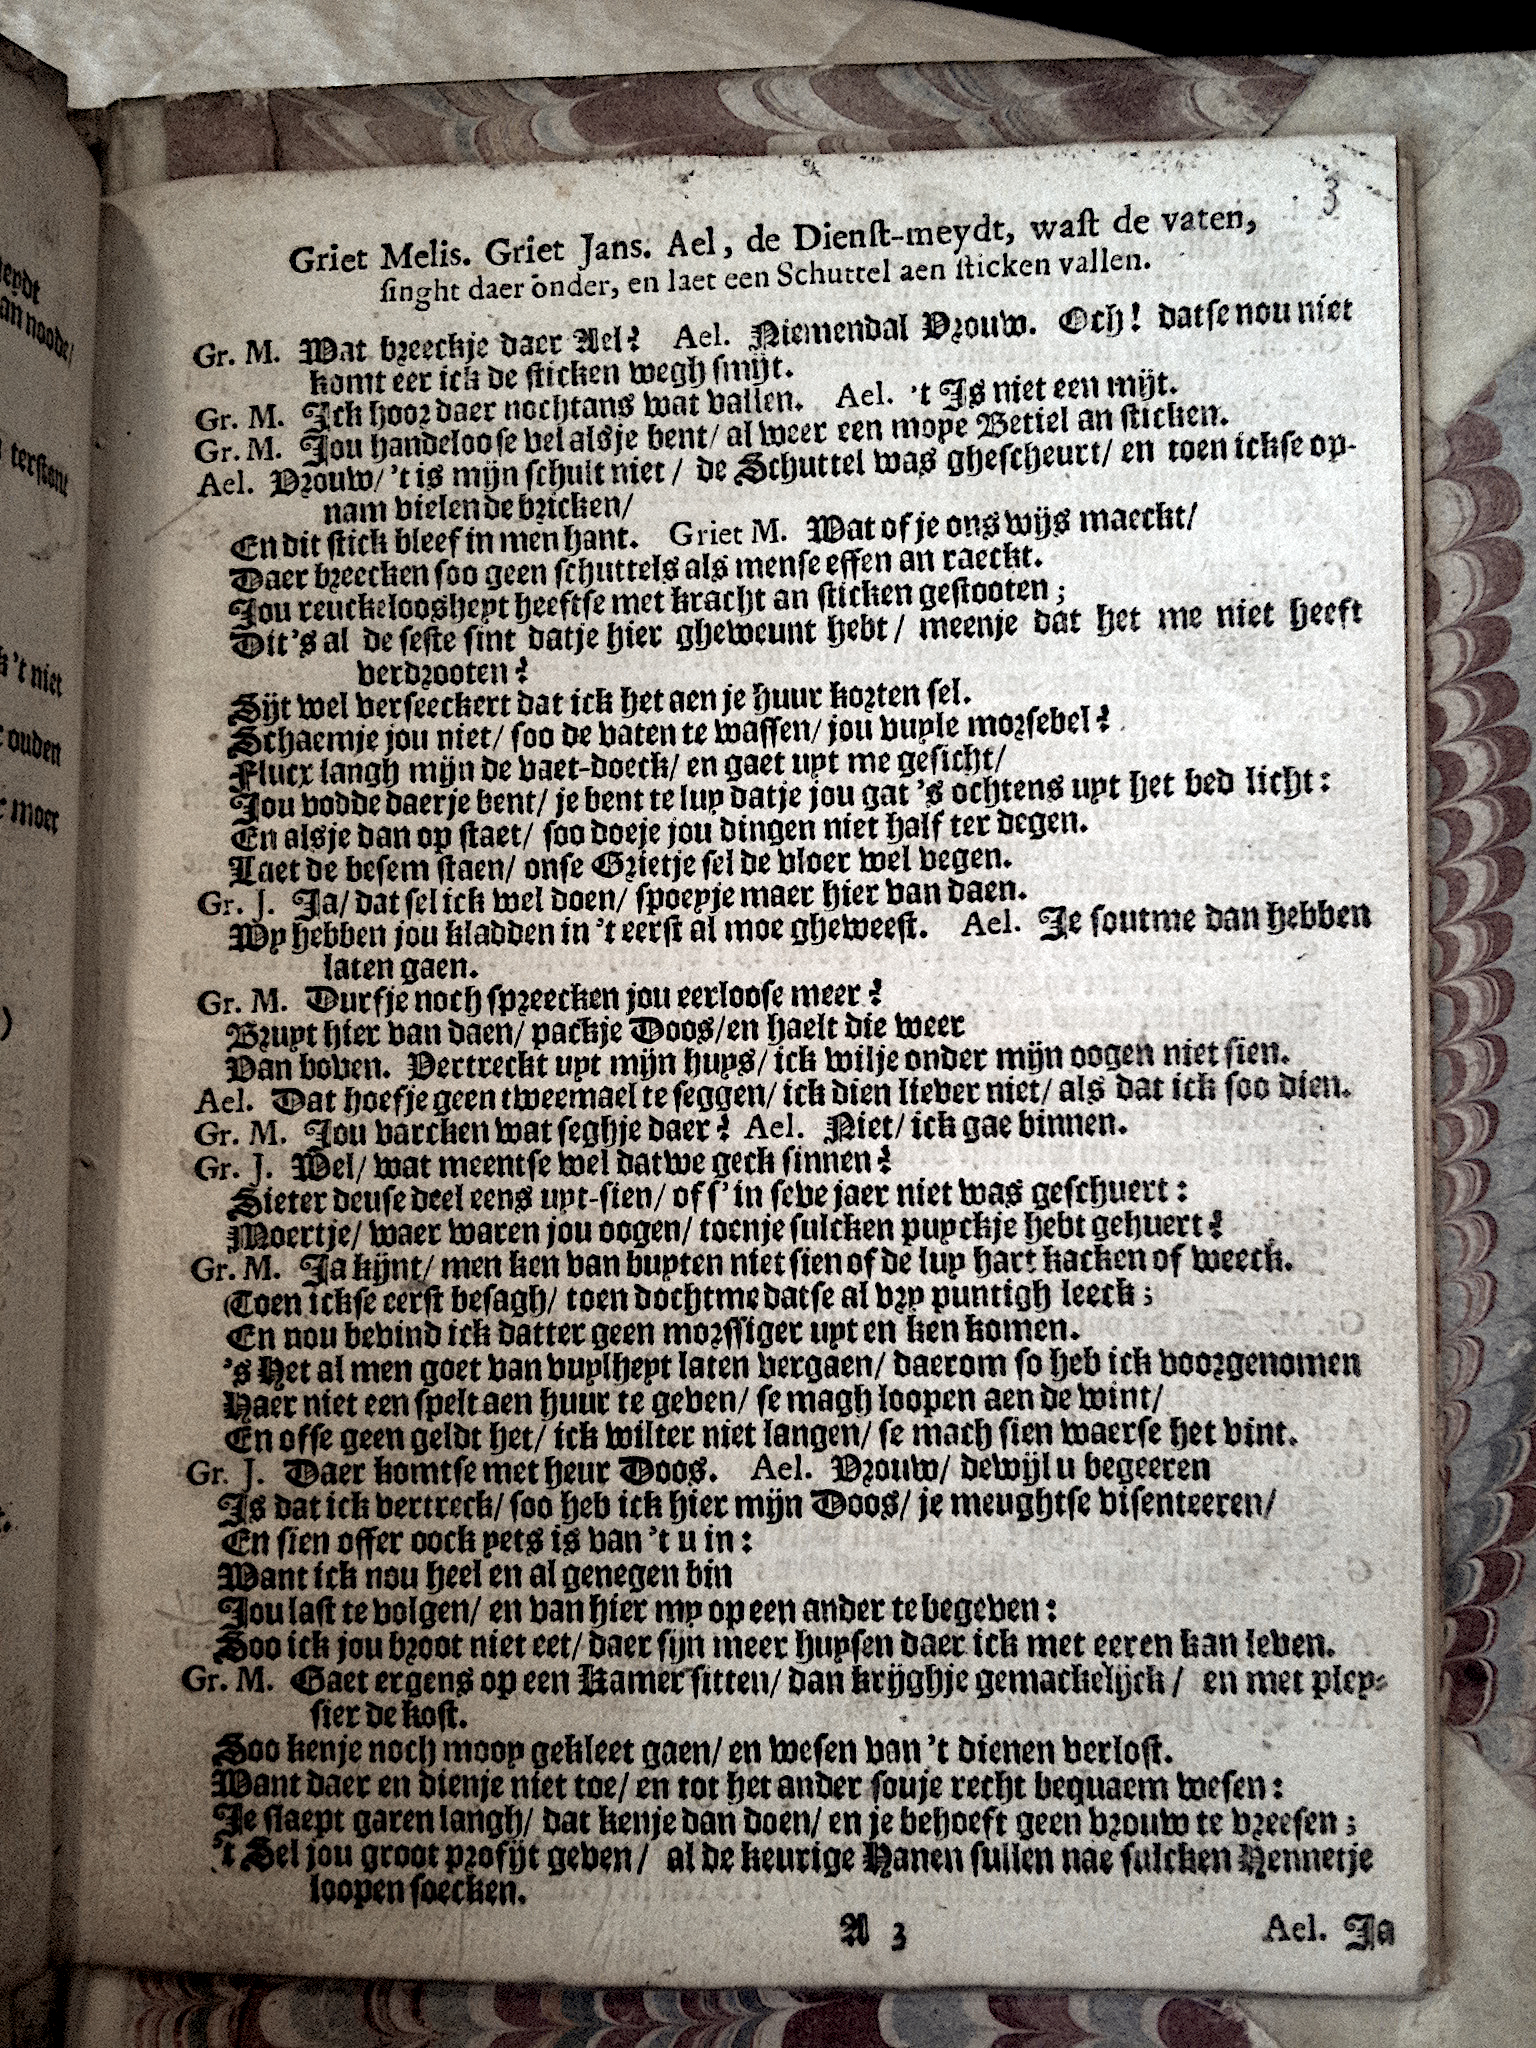 3
Griet Melis. Griet Jans. Ael, de Dienst-meydt, wast de vaten,
singht daer onder, en laet een Schuttel aen sticken vallen.
Gr. M. Wat breeckje daer Ael? Ael. Niemendal Vrouw. Och! datse nou niet
komt eer ick de sticken wegh smijt.
Gr. M. Ick hoor daer nochtans wat vallen. Ael. 't Is niet een mijt.
Gr. M. Jou handeloose vel alsje bent/ al weer een moye Betiel an sticken.
Ael. Vrouw/ 't is mijn schult niet/ de Schuttel was ghescheurt/ en toen ickse op-
nam vielen de bricken/
En dit stick bleef in men hant. Griet M. Wat of je ons wijs maeckt/
Daer breecken soo geen schuttels als mense effen an raeckt.
Jou reuckeloosheyt heeftse met kracht an sticken gestooten;
Dit's al de seste sint datje hier gheweunt hebt/ meenje dat het me niet heeft
verdrooten?
Sijt wel verseeckert dat ick het aen je huur korten sel.
Schaemje jou niet/ soo de vaten te wassen/ jou vuyle morsebel?
Flucx langh mijn de vaet-doeck/ en gaet uyt me gesicht/
Jou vodde daerje bent/ je bent te luy datje jou gat 's ochtens uyt het bed licht:
En alsje dan op staet/ soo doeje jou dingen niet half ter degen.
Laet de besem staen/ onse Grietje sel de vloer wel vegen.
Gr. J. Ja/ dat sel ick wel doen/ spoeyje maer hier van daen.
Wy hebben jou kladden in 't eerst al moe gheweest. Ael. Je soutme dan hebben
laten gaen.
Gr. M. Durfje noch spreecken jou eerloose meer?
Bruyt hier van daen/ packje Doos/ en haelt die weer
Van boven. Vertreckt uyt mijn huys/ ick wilje onder mijn oogen niet sien.
Ael. Dat hoefje geen tweemael te seggen/ ick dien liever niet/ als dat ick soo dien.
Gr. M. Jou varcken wat seghje daer? Ael. Niet/ ick gae binnen.
Gr. J. Wel/ wat meentse wel datwe geck sinnen?
Sieter deuse deel eens uyt-sien/ of s' in seve jaer niet was geschuert:
Moertje/ waer waren jou oogen/ toenje sulcken puyckje hebt gehuert?
Gr. M. Ja kijnt/ men ken van buyten niet sien of de luy hart kacken of weeck.
(Toen ickse eerst besagh/ toen dochtme datse al vry puntigh leeck;
En nou bevind ick datter geen morssiger uyt en ken komen.
's Het al men goet van vuylheyt laten vergaen/ daerom so heb ick voorgenomen
Haer niet een spelt aen huur te geven/ se magh loopen aen de wint/
En ofse geen geldt het/ ick wilter niet langen/ se mach sien waerse het vint.
Gr. J. Daer komtse met heur Doos. Ael. Vrouw/ dewijl u begeeren
Is dat ick vertreck/ soo heb ick hier mijn Doos/ je meughtse visenteeren/
En sien offer oock yets is van 't u in:
Want ick nou heel en al genegen bin
Jou last te volgen/ en van hier my op een ander te begeven:
Soo ick jou broot niet eet/ daer sijn meer huysen daer ick met eeren kan leven.
Gr. M. Gaet ergens op een Kamer sitten/ dan krijghje gemackelijck/ en met pley-
sier de kost.
Soo kenje noch mooy gekleet gaen/ en wesen van 't dienen verlost.
Want daer en dienje niet toe/ en tot het ander souje recht bequaem wesen:
Je slaept garen langh/ dat kenje dan doen/ en je behoeft geen vrouw te vreesen;
't Sel jou groot profijt geven/ al de keurige Hanen sullen nae sulcken Hennetje
loopen soecken.
A 3
Ael. Ja